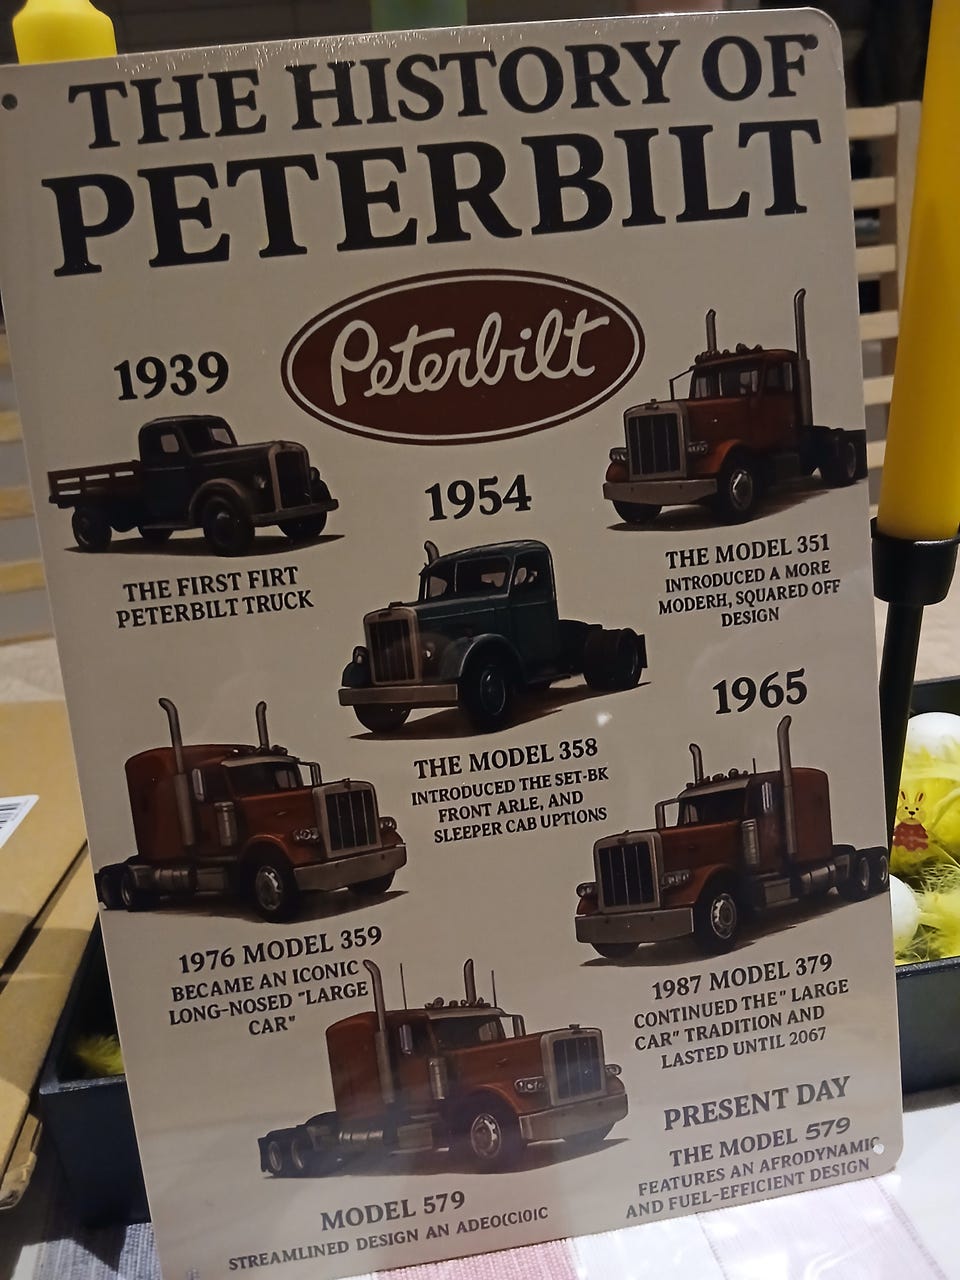 THE HISTORY OF
PETERBILT
Peterbilt
1939
THE FIRST FIRT
PETERBILT TRUCK
1954
THE MODEL 358
INTRODUCED THE SET-BK
FRONT ARLE, AND
SLEEPER CAB UPTIONS
THE MODEL 351
INTRODUCED A MORE
MODERH, SQUARED OFF
DESIGN
1965
1976 MODEL 359
BECAME AN ICONIC
LONG-NOSED "LARGE
CAR"
1987 MODEL 379
CONTINUED THE" LARGE
CAR" TRADITION AND
LASTED UNTIL 2067
MODEL 579
STREAMLINED DESIGN AN ADEO(CIOIC
PRESENT DAY
THE MODEL 579
FEATURES AN AFRODYNAMIC
AND FUEL-EFFICIENT DESIGN